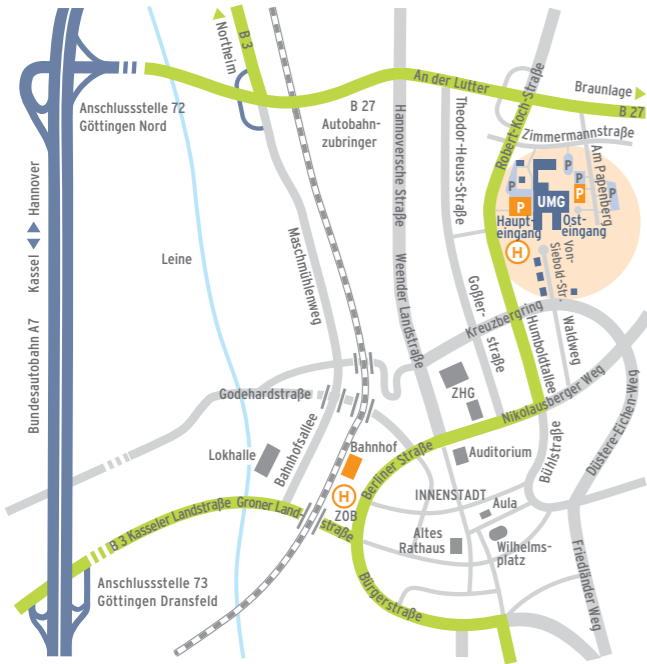 B 3
Northeim
Anschlussstelle 72
Göttingen Nord
B 27
Autobahn-
zubringer
An der Lutter
Braunlage
B 27
Hannoversche Straße
Theodor-Heuss-Straße
Robert-Koch-Straße
Zimmermannstraße
Am Papenberg
P
P
P
P
P
P
UMG
Haupt-
eingang
Ost-
eingang
H
Von-
Siebold-Str.
Kassel
Hannover
Bundesautobahn A7
Leine
Maschmühlenweg
Weender Landstraße
Goßler-
straße
Kreuzbergring
Humboldtallee
Waldweg
Godehardstraße
ZHG
Nikolausberger Weg
Düstere-Eichen-Weg
Lokhalle
Bahnhofsallee
Bahnhof
Berliner Straße
Auditorium
Bühlstraße
H
ZOB
INNENSTADT
Aula
B 3 Kasseler Landstraße
Groner Land-
straße
Altes
Rathaus
Wilhelms-
platz
Friedländer Weg
Anschlussstelle 73
Göttingen Dransfeld
Bürgerstraße